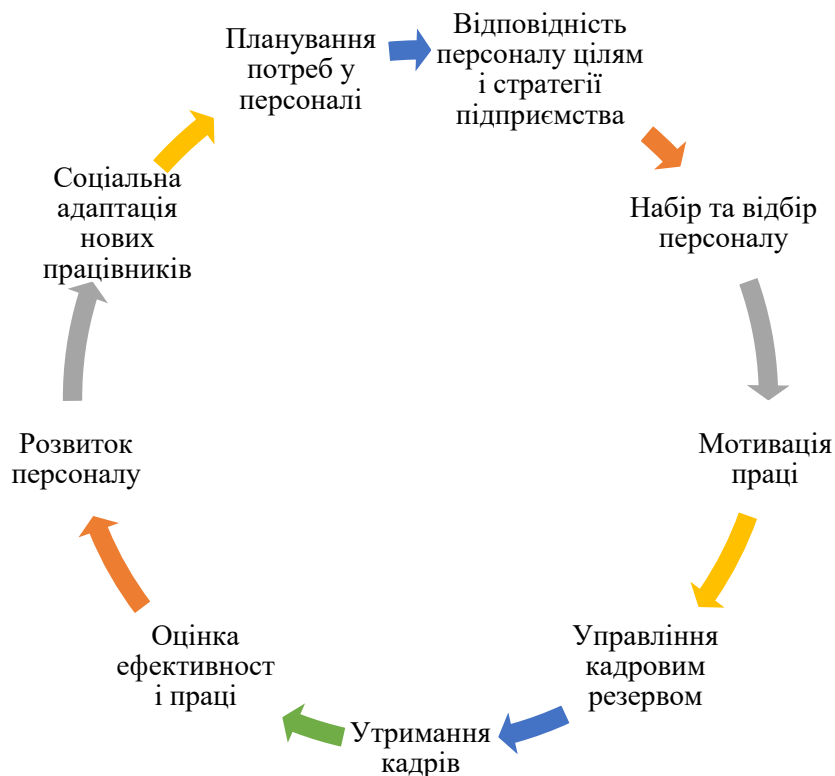 Планування
потреб у
персоналі
Відповідність
персоналу цілям
і стратегії
підприємства
Набір та відбір
персоналу
Мотивація
праці
Управління
кадровим
резервом
Утримання
кадрів
Оцінка
ефективност
і праці
Розвиток
персоналу
Соціальна
адаптація
нових
працівників